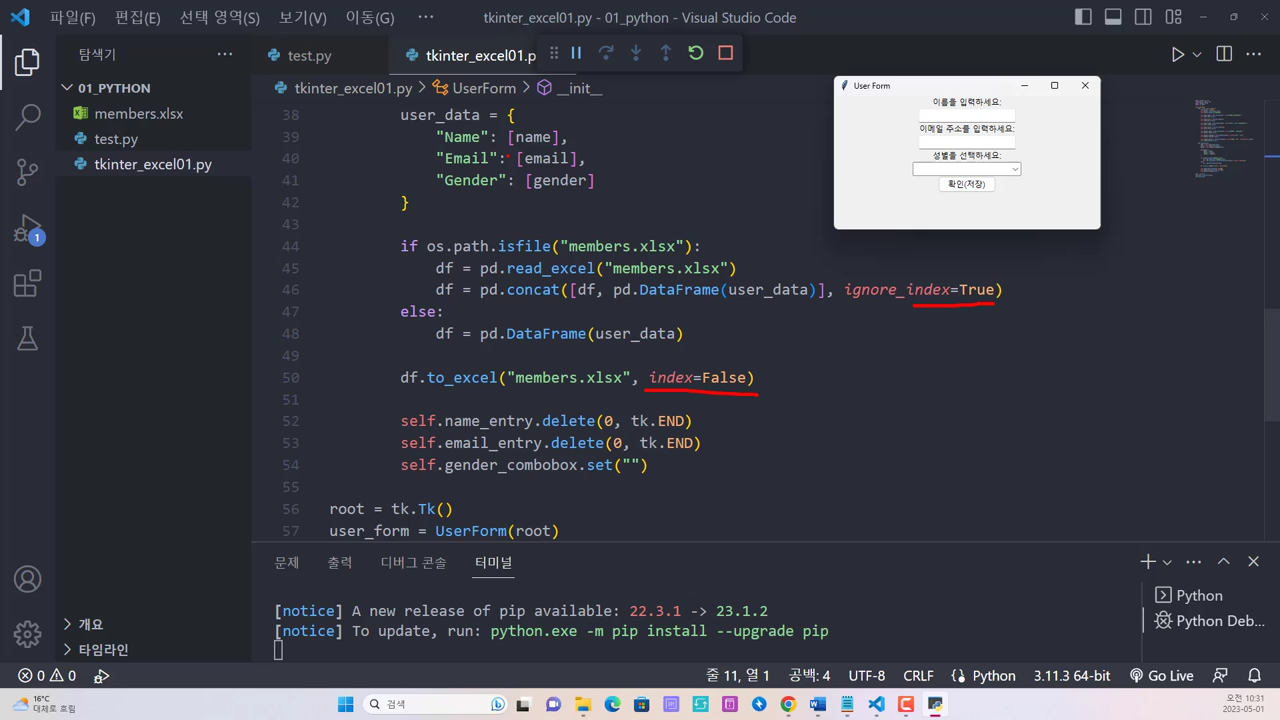 파일(F) 편집(E) 선택 영역(S) 보기(V) 이동(G) ··· tkinter_excel01.py - 01_python - Visual Studio Code
탐색기 ···
test.py
tkinter_excel01.p
01_PYTHON
members.xlsx
test.py
tkinter_excel01.py
tkinter_excel01.py > UserForm > __init__
38 user_data = {
39 "Name": [name],
40 "Email": [email],
41 "Gender": [gender]
42 }
43
44 if os.path.isfile("members.xlsx"):
45 df = pd.read_excel("members.xlsx")
46 df = pd.concat([df, pd.DataFrame(user_data)], ignore_index=True)
47 else:
48 df = pd.DataFrame(user_data)
49
50 df.to_excel("members.xlsx", index=False)
51
52 self.name_entry.delete(0, tk.END)
53 self.email_entry.delete(0, tk.END)
54 self.gender_combobox.set("")
55
56 root = tk.Tk()
57 user_form = UserForm(root)
User Form
이름을 입력하세요:
이메일 주소를 입력하세요:
성별을 선택하세요:
확인(저장)
1
개요
타임라인
문제 출력 디버그 콘솔 터미널
[notice] A new release of pip available: 22.3.1 -> 23.1.2
[notice] To update, run: python.exe -m pip install --upgrade pip
Python
Python Deb...
0 0 줄 11, 열 1 공백: 4 UTF-8 CRLF Python 3.11.3 64-bit Go Live
16°C
대체로 흐림
검색
오전 10:31
2023-05-01